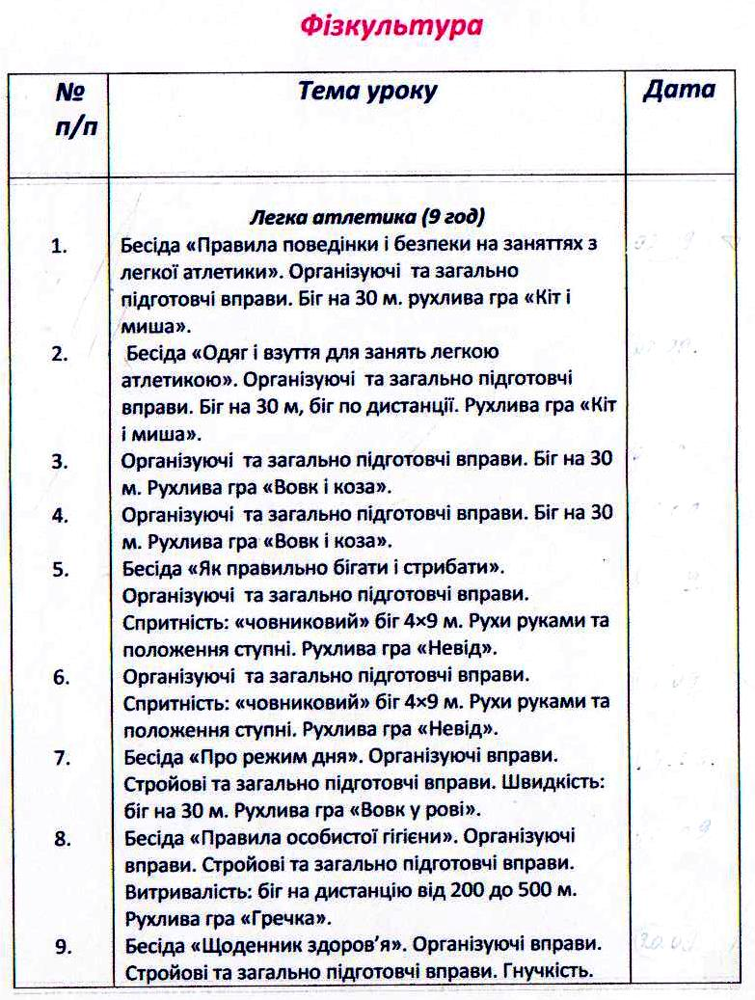 Фізкультура
№ Тема уроку Дата
п/п
Легка атлетика (9 год)
1. Бесіда «Правила поведінки і безпеки на заняттях з
легкої атлетики». Організуючі та загально
підготовчі вправи. Біг на 30 м. рухлива гра «Кіт і
миша».
2. Бесіда «Одяг і взуття для занять легкою
атлетикою». Організуючі та загально підготовчі
вправи. Біг на 30 м, біг по дистанції. Рухлива гра «Кіт
і миша».
3. Організуючі та загально підготовчі вправи. Біг на 30
м. Рухлива гра «Вовк і коза».
4. Організуючі та загально підготовчі вправи. Біг на 30
м. Рухлива гра «Вовк і коза».
5. Бесіда «Як правильно бігати і стрибати».
Організуючі та загально підготовчі вправи.
Спритність: «човниковий» біг 4×9 м. Рухи руками та
положення ступні. Рухлива гра «Невід».
6. Організуючі та загально підготовчі вправи.
Спритність: «човниковий» біг 4×9 м. Рухи руками та
положення ступні. Рухлива гра «Невід».
7. Бесіда «Про режим дня». Організуючі вправи.
Стройові та загально підготовчі вправи. Швидкість:
біг на 30 м. Рухлива гра «Вовк у рові».
8. Бесіда «Правила особистої гігієни». Організуючі
вправи. Стройові та загально підготовчі вправи.
Витривалість: біг на дистанцію від 200 до 500 м.
Рухлива гра «Гречка».
9. Бесіда «Щоденник здоров’я». Організуючі вправи.
Стройові та загально підготовчі вправи. Гнучкість.